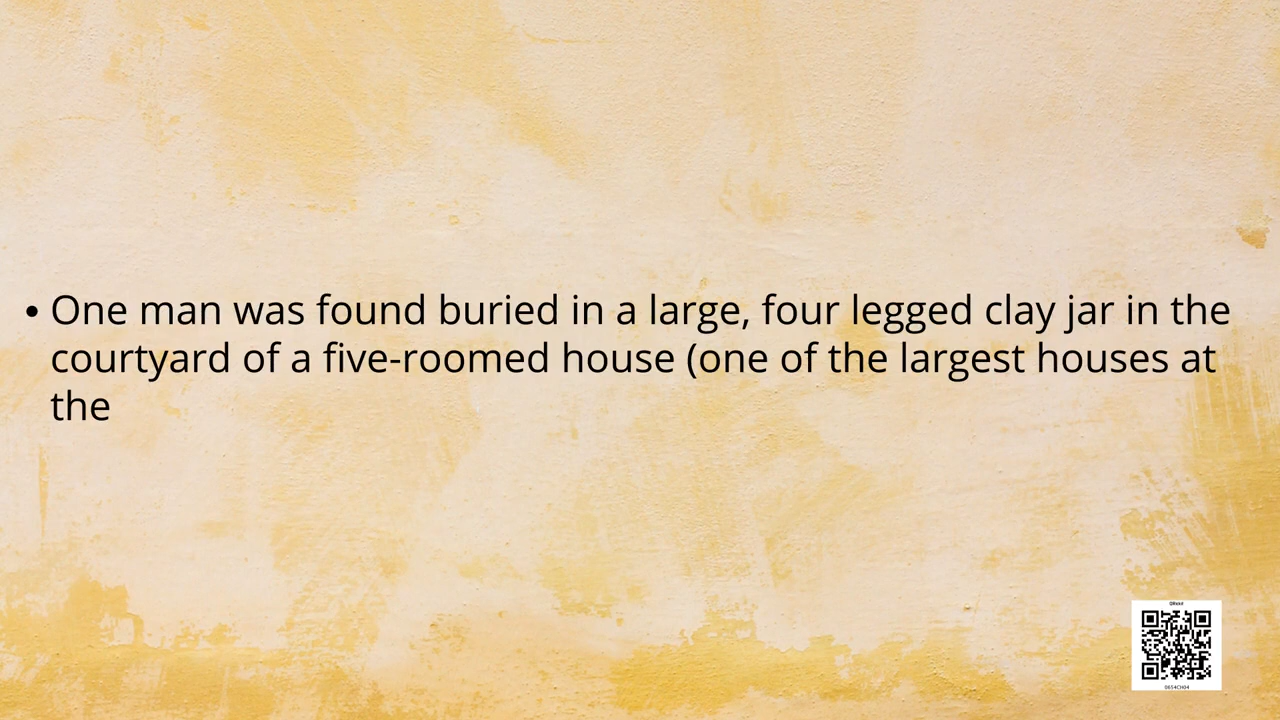 • One man was found buried in a large, four legged clay jar in the
courtyard of a five-roomed house (one of the largest houses at
the
0654CH04